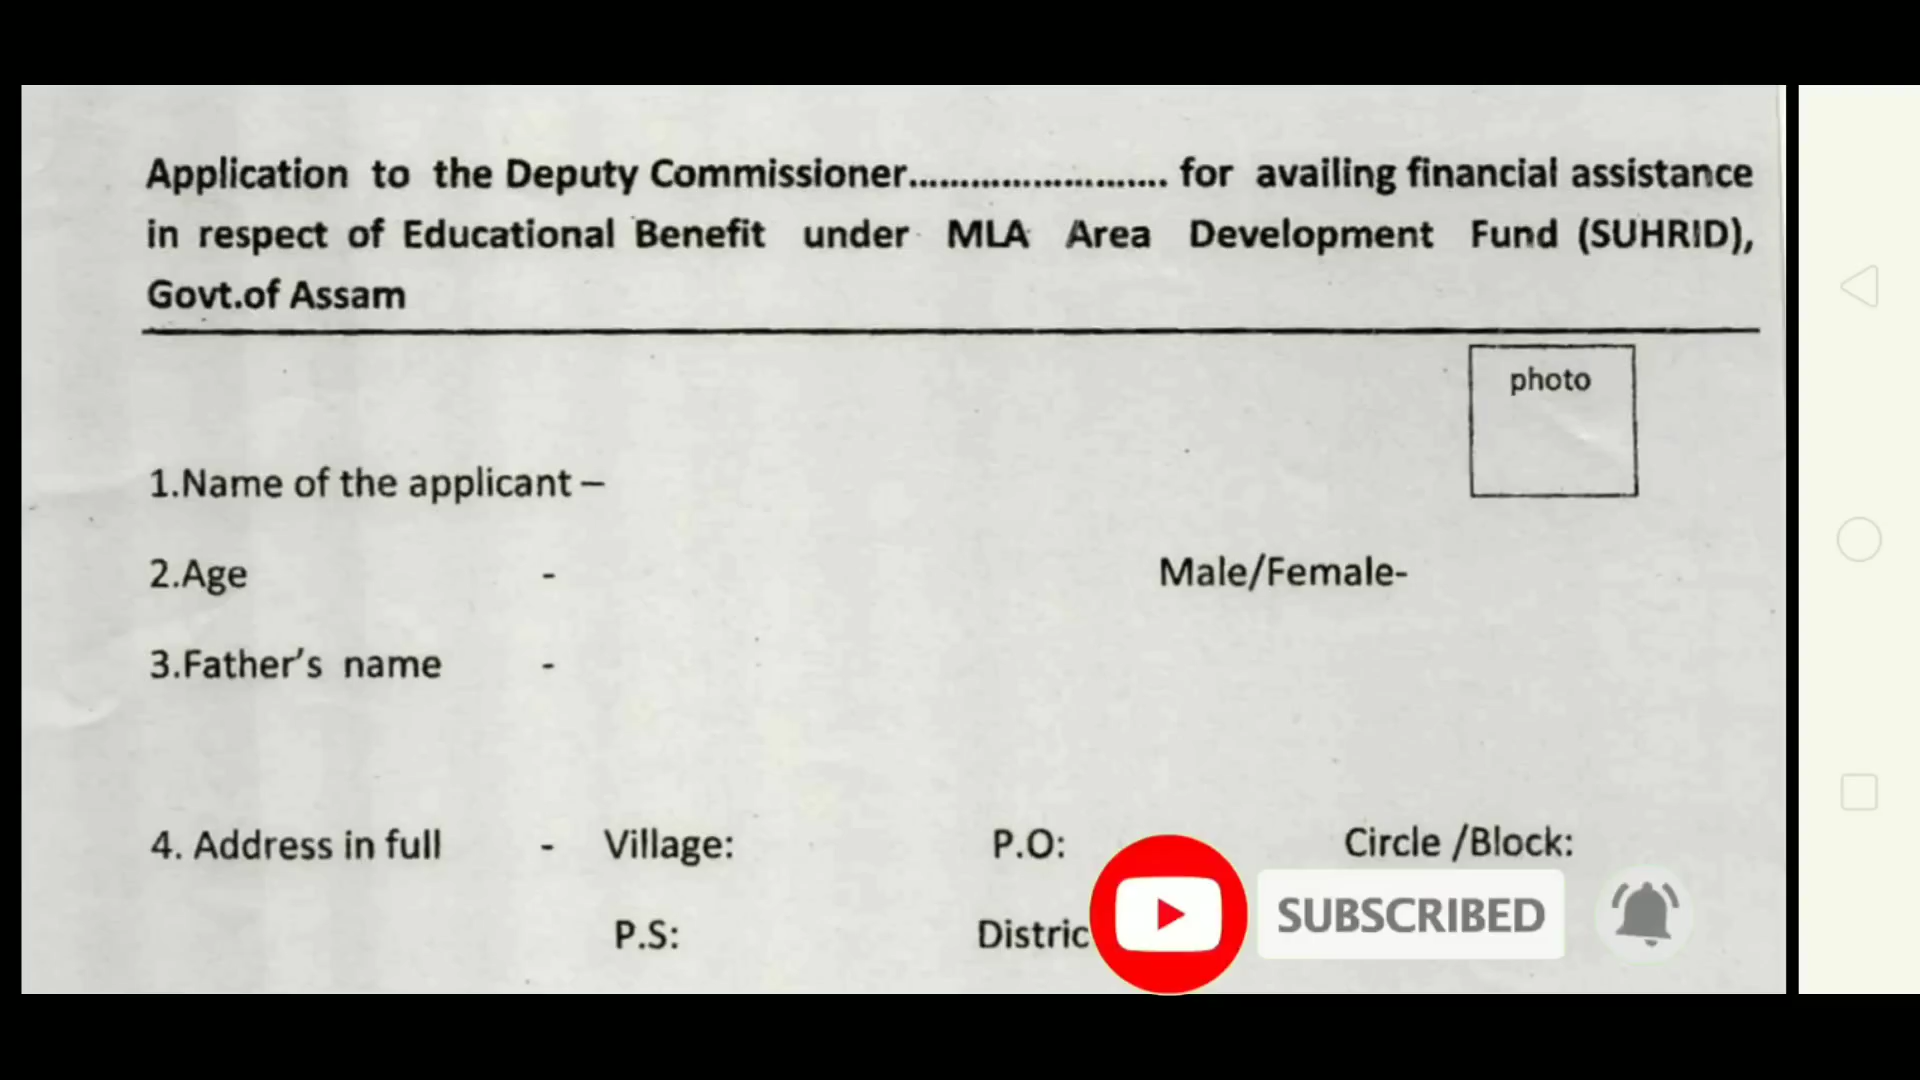 Application to the Deputy Commissioner......................... for availing financial assistance
in respect of Educational Benefit under MLA Area Development Fund (SUHRID),
Govt.of Assam
photo
1.Name of the applicant –
2.Age - Male/Female-
3.Father's name -
4. Address in full - Village: P.O: Circle /Block:
P.S: Distric
SUBSCRIBED